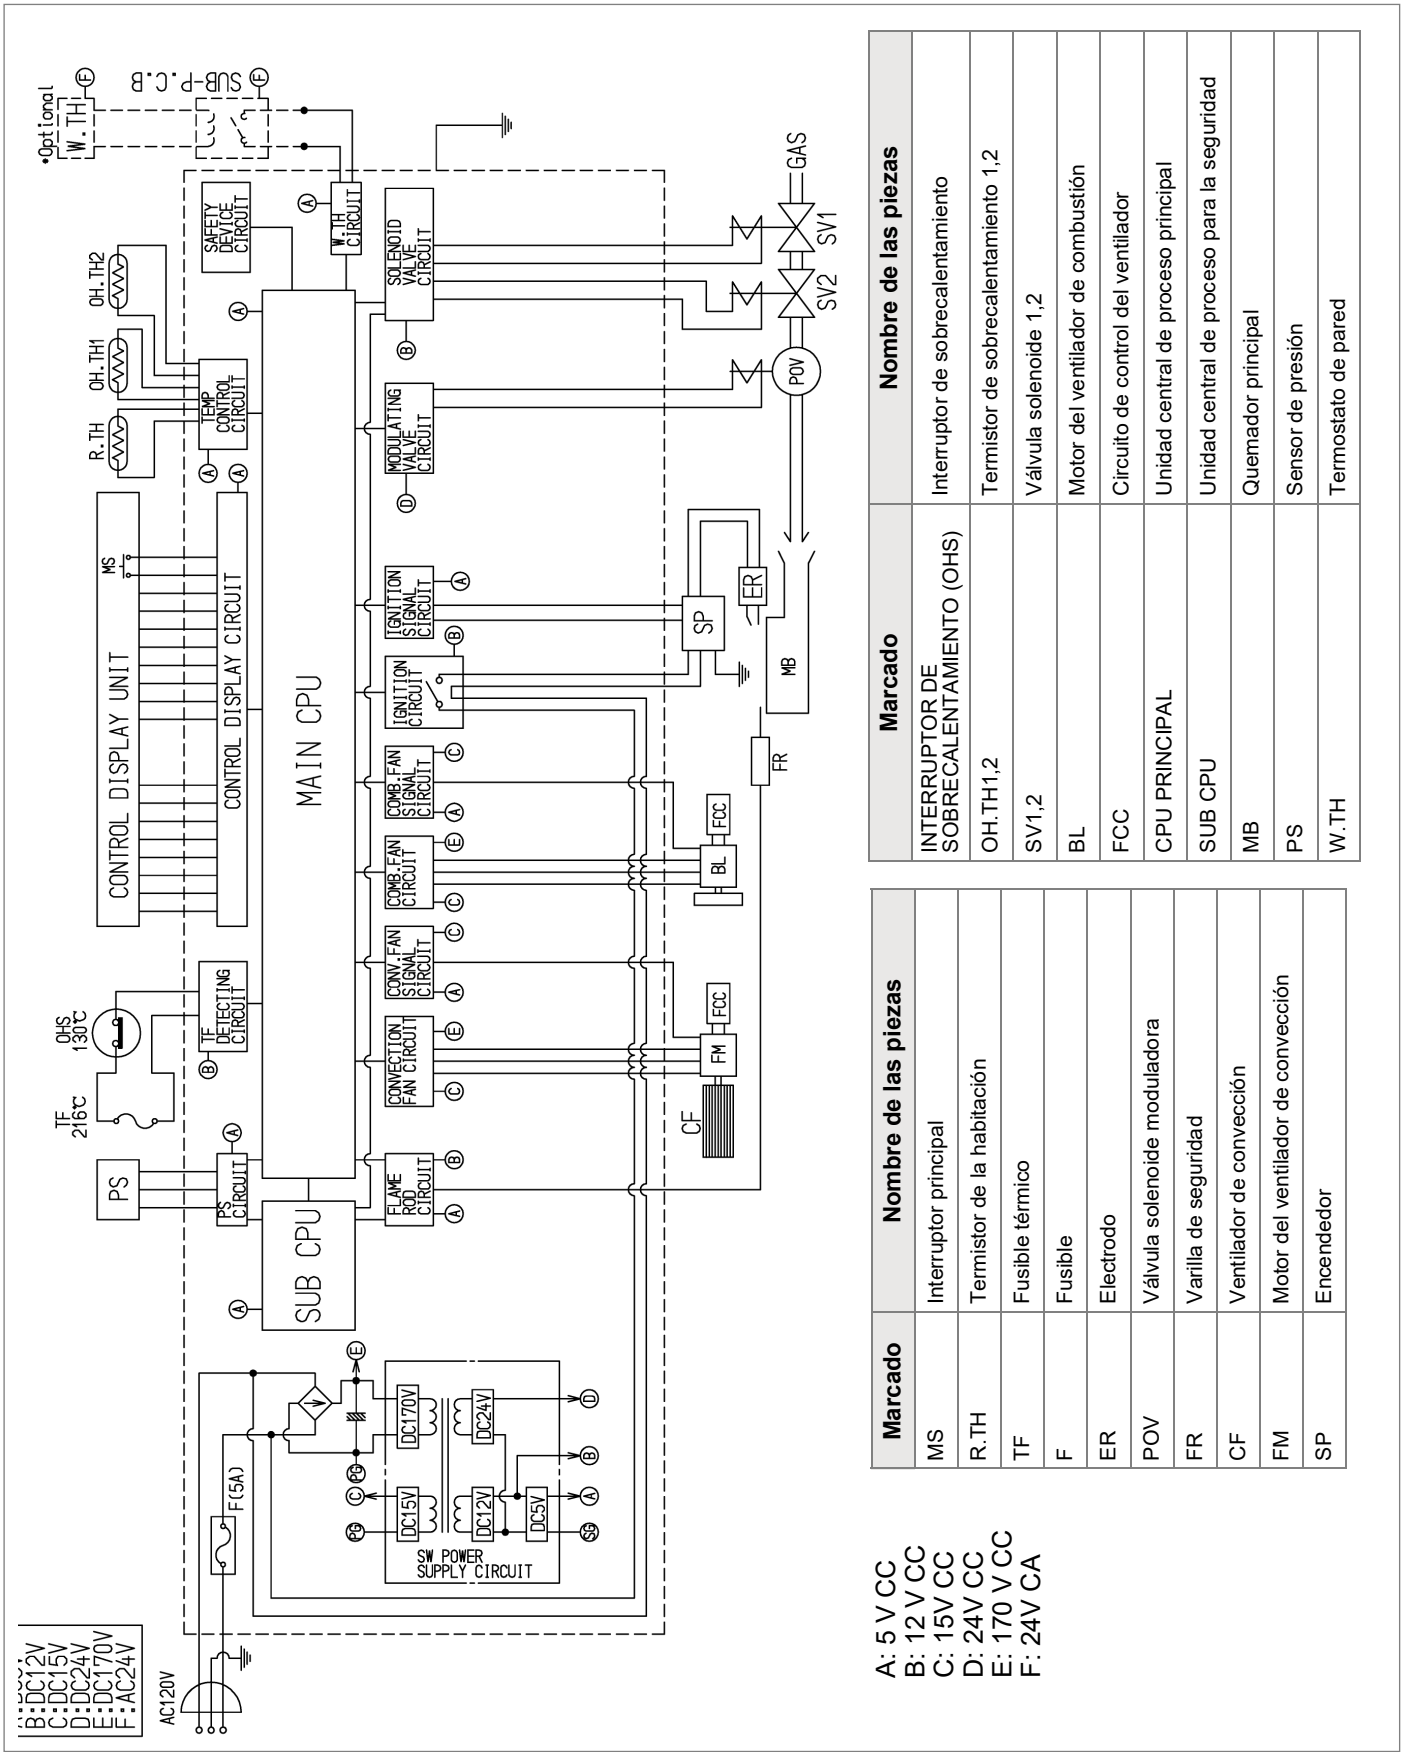 A:DC5V
B:DC12V
C:DC15V
D:DC24V
E:DC170V
F:AC24V
AC120V
F(5A)
SW POWER
SUPPLY CIRCUIT
DC15V
DC170V
DC12V
DC24V
DC5V
PG
C
PG
E
SG
A
B
D
SUB CPU
A
MAIN CPU
A
PS
PS
CIRCUIT
A
TF
216℃
OHS
130℃
TF
DETECTING
CIRCUIT
B
CONTROL DISPLAY UNIT
MS
CONTROL DISPLAY CIRCUIT
A
R.TH
OH.TH1
OH.TH2
TEMP
CONTROL
CIRCUIT
A
SAFETY
DEVICE
CIRCUIT
*Optional
W.TH
F
SUB-P.C.B
F
W.TH
CIRCUIT
A
FLAME
ROD
CIRCUIT
A
B
CONVECTION
FAN CIRCUIT
C
E
CONV.FAN
SIGNAL
CIRCUIT
A
C
COMB.FAN
CIRCUIT
C
E
COMB.FAN
SIGNAL
CIRCUIT
A
C
IGNITION
CIRCUIT
B
IGNITION
SIGNAL
CIRCUIT
A
MODULATING
VALVE
CIRCUIT
D
SOLENOID
VALVE
CIRCUIT
B
CF
FM
FCC
BL
FCC
FR
MB
SP
ER
POV
SV2
SV1
GAS
A: 5 V CC
B: 12 V CC
C: 15V CC
D: 24V CC
E: 170 V CC
F: 24V CA
Marcado Nombre de las piezas
MS Interruptor principal
R.TH Termistor de la habitación
TF Fusible térmico
F Fusible
ER Electrodo
POV Válvula solenoide moduladora
FR Varilla de seguridad
CF Ventilador de convección
FM Motor del ventilador de convección
SP Encendedor
Marcado Nombre de las piezas
INTERRUPTOR DE
SOBRECALENTAMIENTO (OHS) Interruptor de sobrecalentamiento
OH.TH1,2 Termistor de sobrecalentamiento 1,2
SV1,2 Válvula solenoide 1,2
BL Motor del ventilador de combustión
FCC Circuito de control del ventilador
CPU PRINCIPAL Unidad central de proceso principal
SUB CPU Unidad central de proceso para la seguridad
MB Quemador principal
PS Sensor de presión
W.TH Termostato de pared